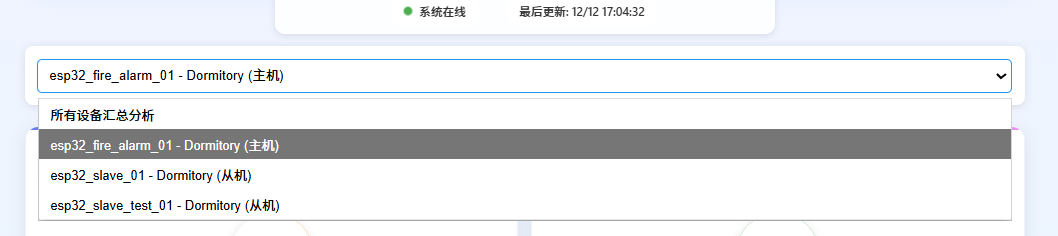 系统在线 最后更新: 12/12 17:04:32
esp32_fire_alarm_01 - Dormitory (主机)
所有设备汇总分析
esp32_fire_alarm_01 - Dormitory (主机)
esp32_slave_01 - Dormitory (从机)
esp32_slave_test_01 - Dormitory (从机)